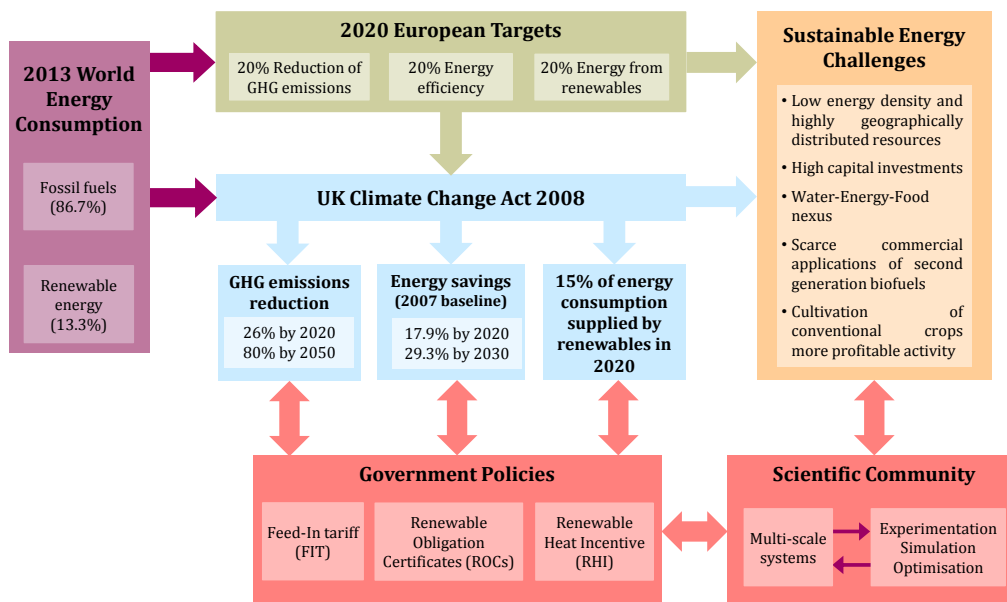 2013 World
Energy
Consumption
Fossil fuels
(86.7%)
Renewable
energy
(13.3%)
2020 European Targets
20% Reduction of
GHG emissions
20% Energy
efficiency
20% Energy from
renewables
UK Climate Change Act 2008
GHG emissions
reduction
26% by 2020
80% by 2050
Energy savings
(2007 baseline)
17.9% by 2020
29.3% by 2030
15% of energy
consumption
supplied by
renewables in
2020
Sustainable Energy
Challenges
• Low energy density and
highly geographically
distributed resources
• High capital investments
• Water-Energy-Food
nexus
• Scarce commercial
applications of second
generation biofuels
• Cultivation of
conventional crops
more profitable activity
Government Policies
Feed-In tariff
(FIT)
Renewable
Obligation
Certificates (ROCs)
Renewable
Heat Incentive
(RHI)
Scientific Community
Multi-scale
systems
Experimentation
Simulation
Optimisation